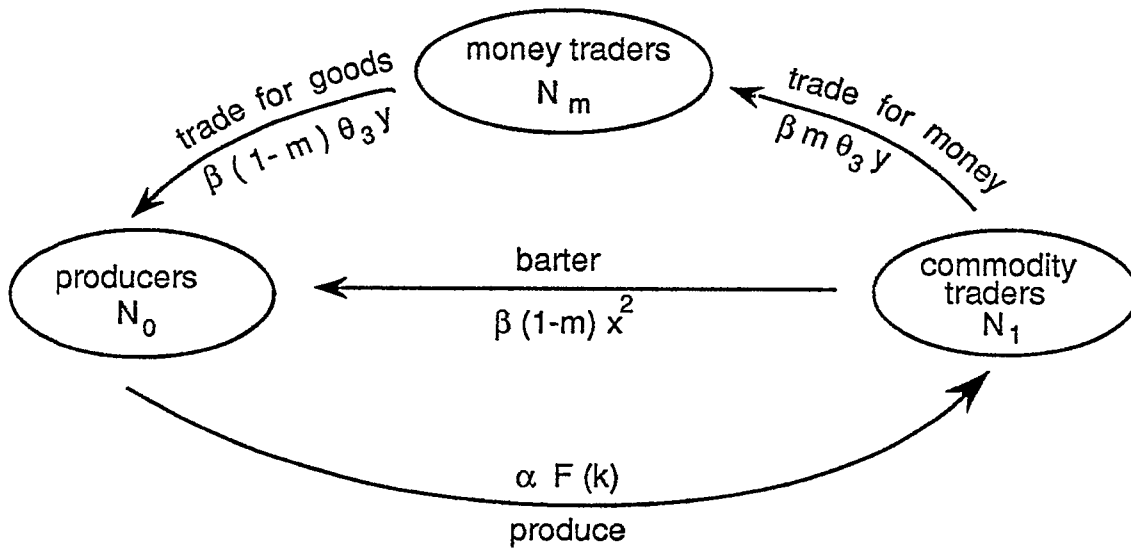 money traders
N m
trade for goods
β ( 1- m ) θ₃ y
trade for money
β m θ₃ y
producers
N₀
barter
β (1-m) x²
commodity
traders
N₁
α F (k)
produce